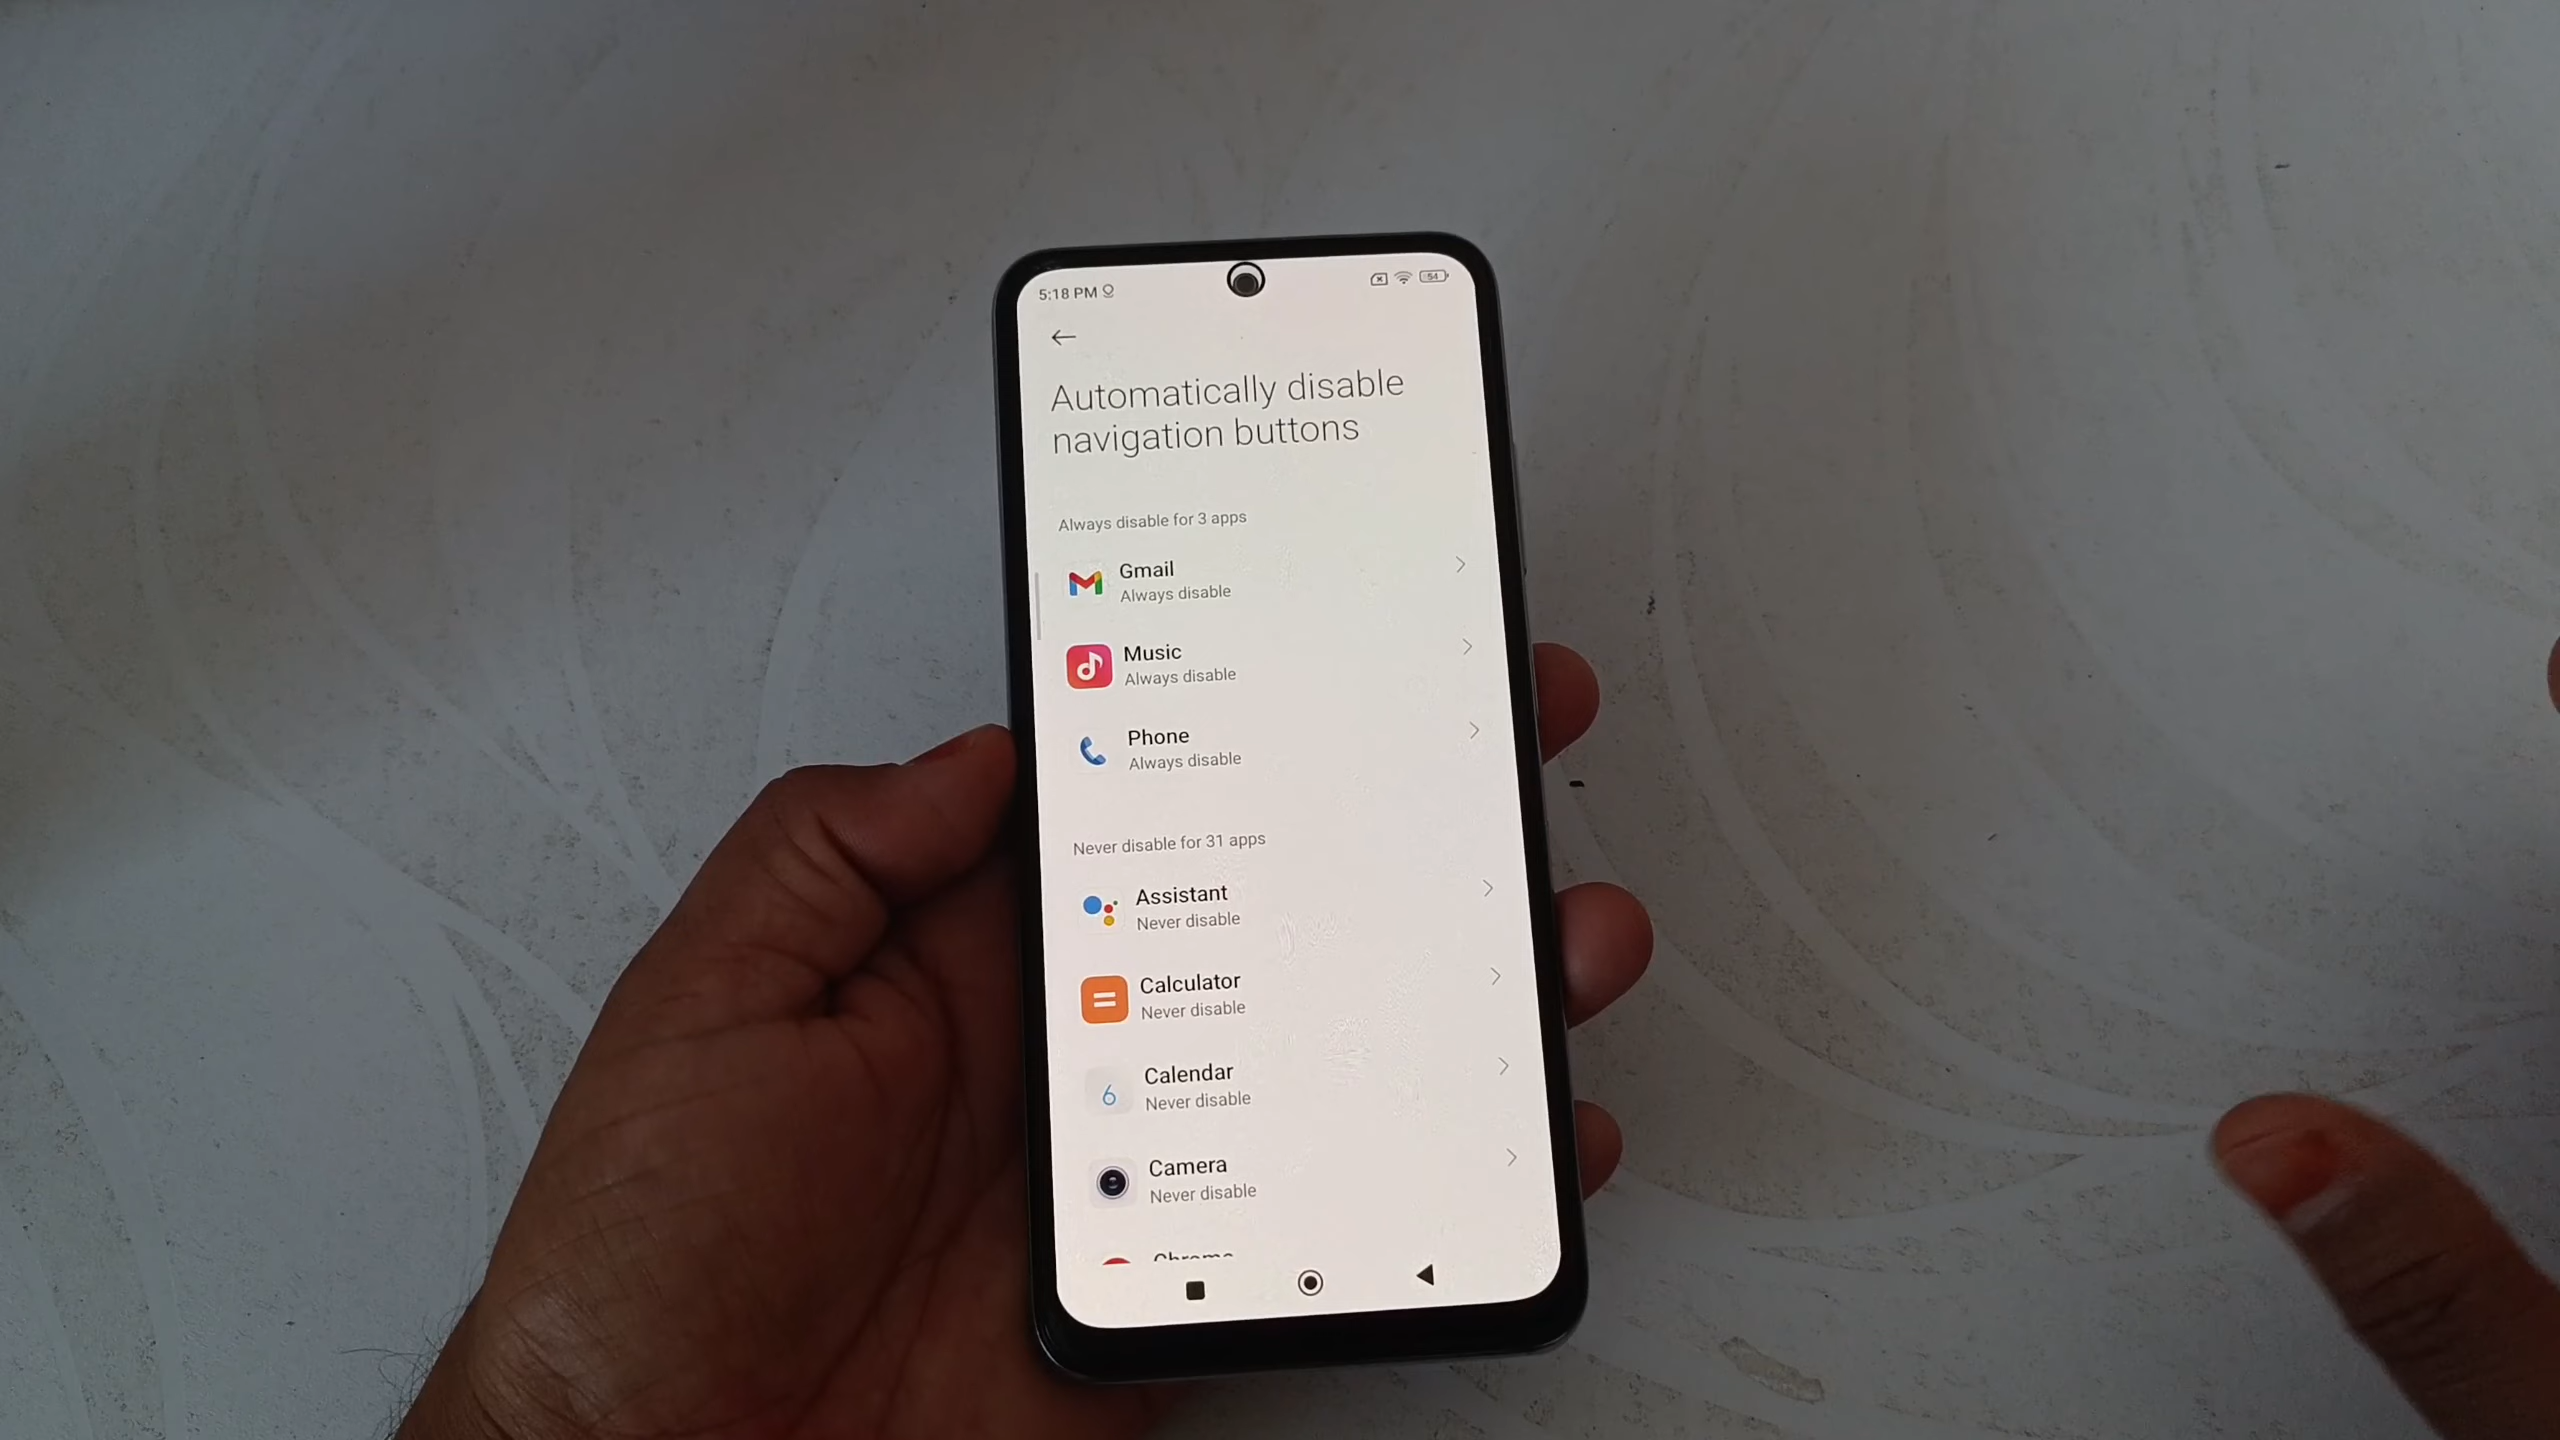 5:18 PM
54
Automatically disable
navigation buttons
Always disable for 3 apps
Gmail
Always disable
Music
Always disable
Phone
Always disable
Never disable for 31 apps
Assistant
Never disable
Calculator
Never disable
6
Calendar
Never disable
Camera
Never disable